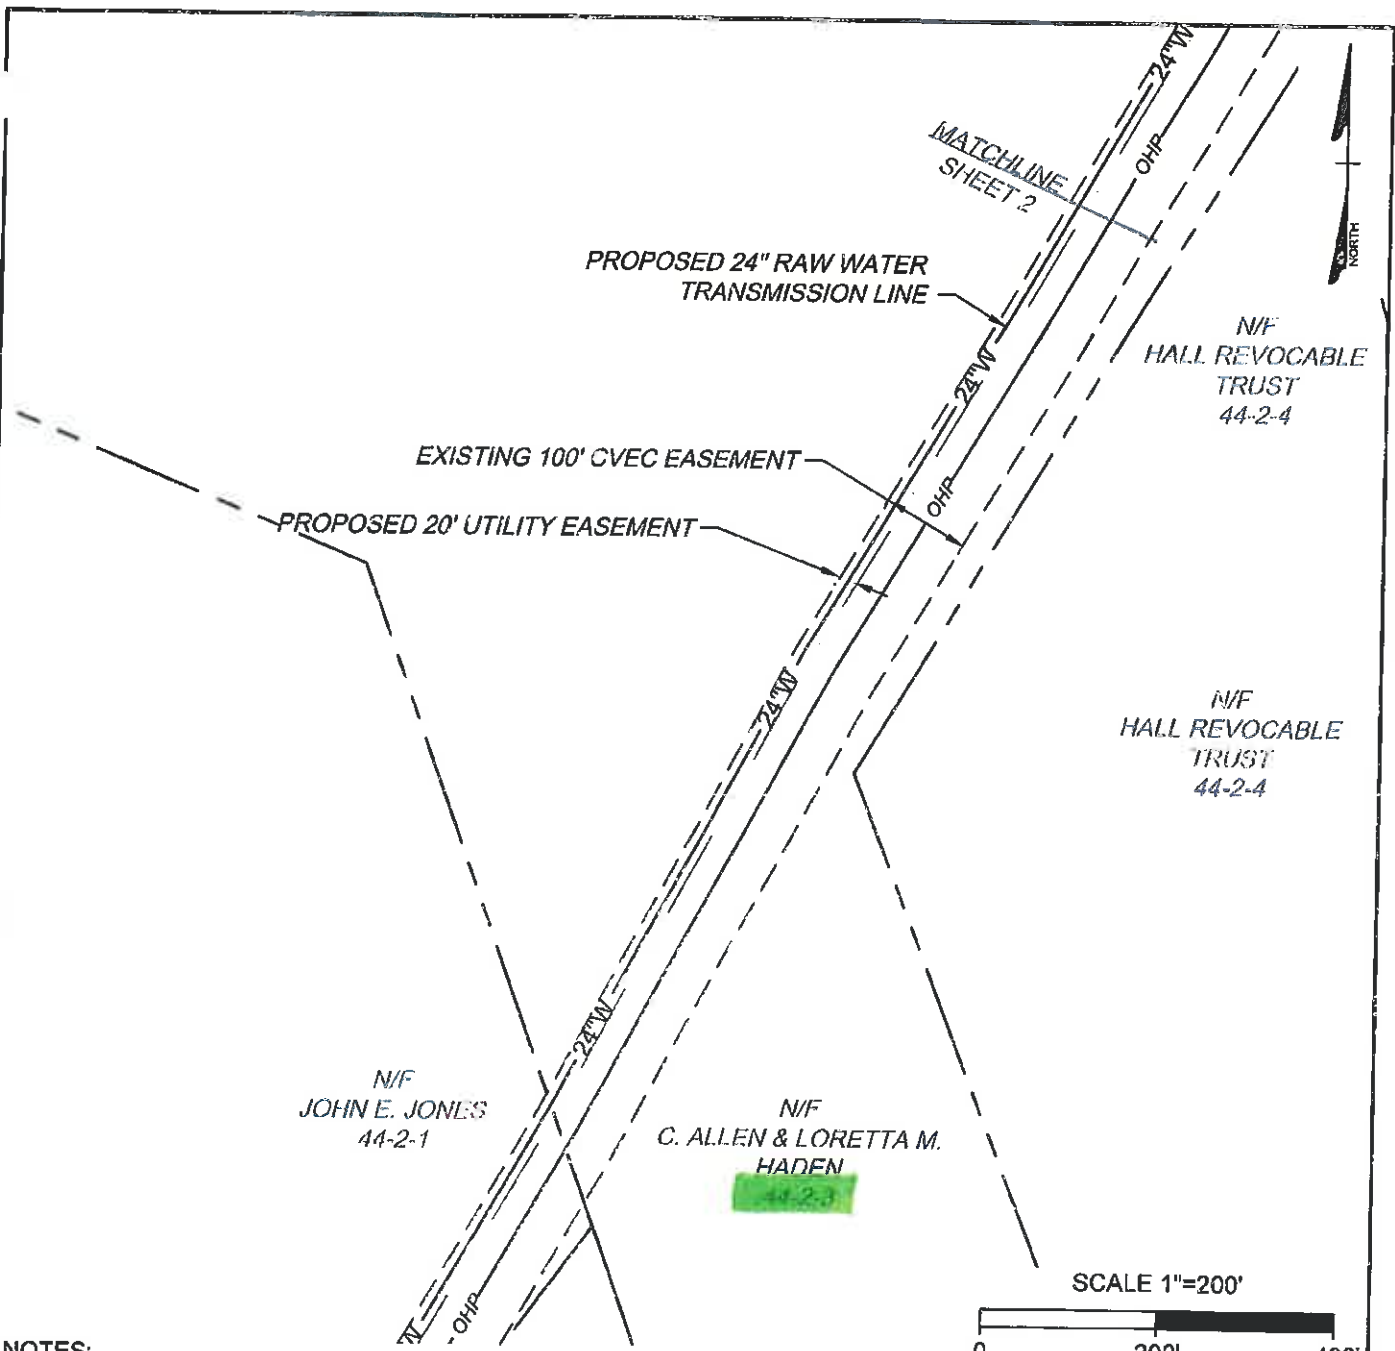 24"W
OHP
MATCHLINE
SHEET 2
NORTH
PROPOSED 24" RAW WATER
TRANSMISSION LINE
N/F
HALL REVOCABLE
TRUST
44-2-4
24"W
EXISTING 100' CVEC EASEMENT
OHP
PROPOSED 20' UTILITY EASEMENT
24"W
N/F
HALL REVOCABLE
TRUST
44-2-4
24"W
N/F
JOHN E. JONES
44-2-1
N/F
C. ALLEN & LORETTA M.
HADEN
44-2-3
SCALE 1"=200'
OHP
W
NOTES:
0 200' 400'